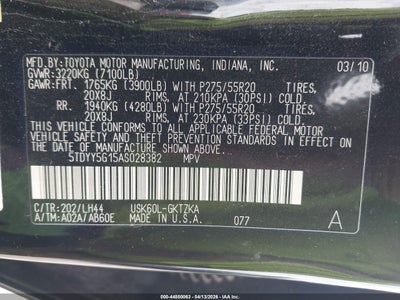 MFD.BY:TOYOTA MOTOR MANUFACTURING, INDIANA, INC. 03/10
GVWR:3220KG (7100LB)
GAWR:FRT. 1765KG (3900LB) WITH P275/55R20 TIRES,
20X8J RIMS, AT 210KPA (30PSI) COLD.
RR. 1940KG (4280LB) WITH P275/55R20 TIRES,
20X8J RIMS, AT 230KPA (33PSI) COLD.
THIS VEHICLE CONFORMS TO ALL APPLICABLE FEDERAL
MOTOR VEHICLE SAFETY AND THEFT PREVENTION
STANDARDS IN EFFECT ON THE DATE OF MANUFACTURE
SHOWN ABOVE.
5TDYY5G15AS028382 MPV
C/TR:202/LH44 USK60L-GKTZKA
A/TM:A02A/AB60E MADE IN U.S.A. 077 A
IAA
© 44850083 - 04/13/2026 - US AUCTIONS